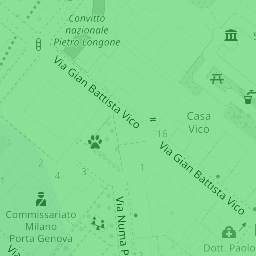 Convitto
nazionale
Pietro Longone
Via Gian Battista Vico
Casa
Vico
16
Via Gian Battista Vico
2
4
3
1
Commissariato
Milano
Porta Genova
Via Numa P
Dott. Paolo